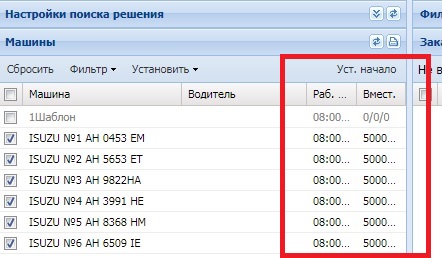 Настройки поиска решения
Фил
Машины
Зака
Сбросить Фильтр Установить Уст. начало
Не в
Машина Водитель Раб. ... Вмест.
1Шаблон 08:00... 0/0/0
ISUZU №1 AH 0453 EM 08:00... 5000...
ISUZU №2 AH 5653 ET 08:00... 5000...
ISUZU №3 AH 9822HA 08:00... 5000...
ISUZU №4 AH 3991 HE 08:00... 5000...
ISUZU №5 AH 8368 HM 08:00... 5000...
ISUZU №6 AH 6509 IE 08:00... 5000...